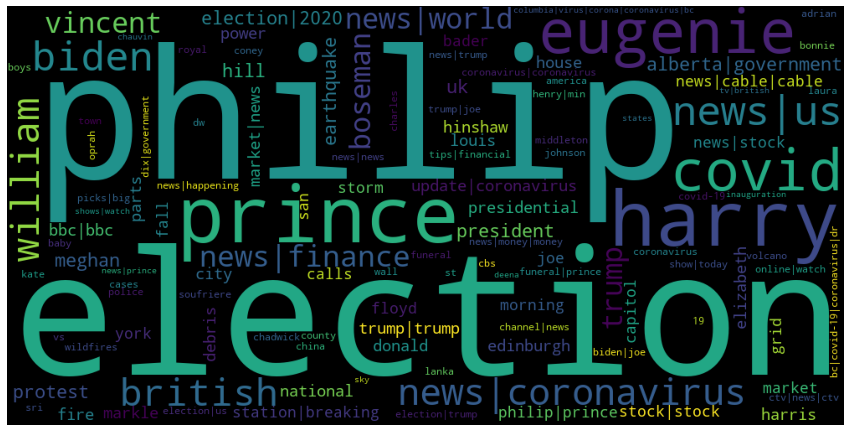 columbia|virus|corona|coronavirus|bc
vincent
election|2020
news|world
eugenie
adrian
chauvin
power
bader
bonnie
biden
royal
coney
news|trump
house
alberta|government
boys
hill
coronavirus|coronavirus
news|cable|cable
philip
earthquake
boseman
uk
america
henry|min
tv|british
laura
william
market|news
charles
trump|joe
news|us
town
dw
hinshaw
middleton
states
oprah
dix|government
louis
news|stock
news|news
tips|financial
johnson
covid
parts
news|happening
san
storm
update|coronavirus
harry
covid-19
inauguration
picks|big
prince
presidential
shows|watch
fall
bbc|bbc
president
baby
meghan
news|finance
funeral
news|money|money
joe
trump
coronavirus
volcano
elizabeth
kate
news|prince
city
calls
wall
st
cbs
deena
funeral|prince
show|today
online|watch
cases
police
soufriere
capitol
bc|covid-19|coronavirus|dr
election
york
debris
floyd
morning
channel|news
19
grid
vs
wildfires
chadwick
county
china
trump|trump
donald
edinburgh
biden|joe
sky
lanka
protest
british
national
news|coronavirus
market
ctv|news|ctv
sri
fire
markle
election|us
station|breaking
election|trump
philip|prince
stock|stock
harris